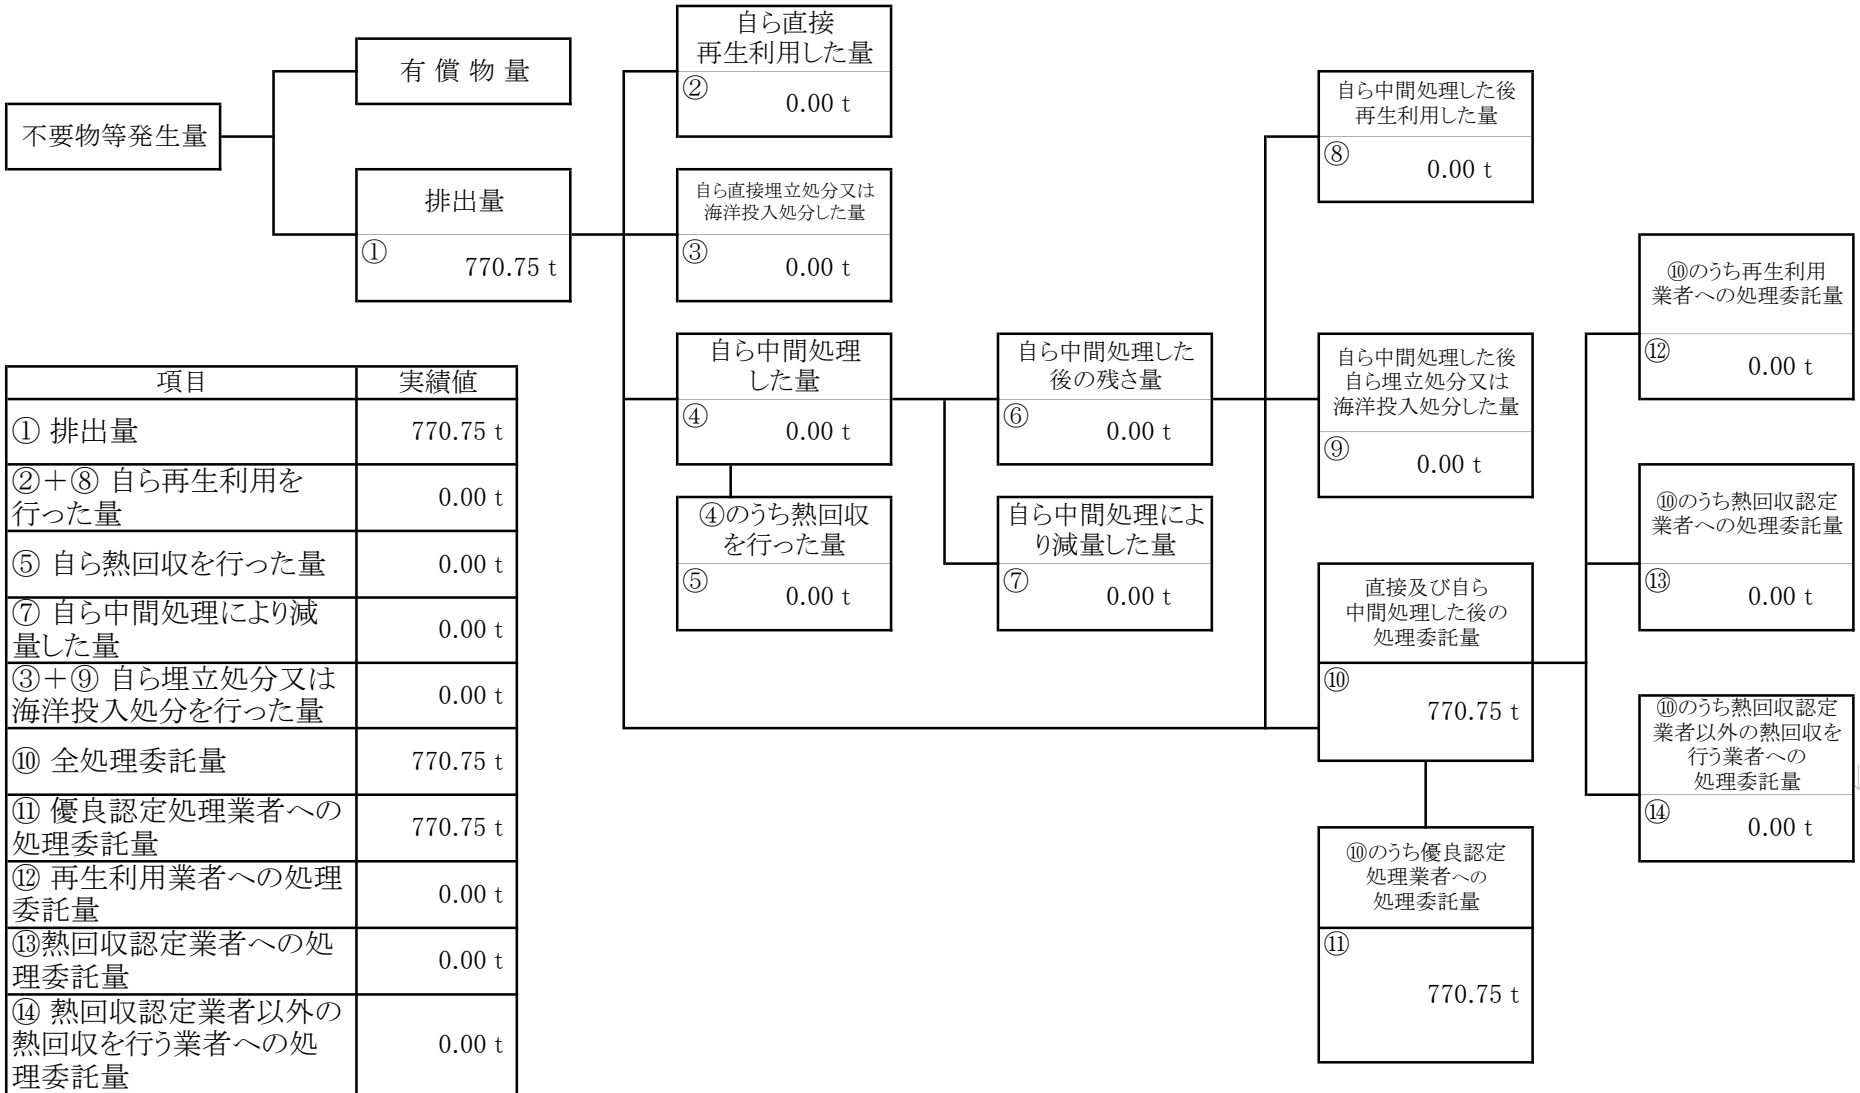 不要物等発生量
有 償 物 量
排出量
①
770.75 t
自ら直接
再生利用した量
②
0.00 t
自ら直接埋立処分又は
海洋投入処分した量
③
0.00 t
自ら中間処理
した量
④
0.00 t
④のうち熱回収
を行った量
⑤
0.00 t
自ら中間処理した
後の残さ量
⑥
0.00 t
自ら中間処理によ
り減量した量
⑦
0.00 t
自ら中間処理した後
再生利用した量
⑧
0.00 t
自ら中間処理した後
自ら埋立処分又は
海洋投入処分した量
⑨
0.00 t
直接及び自ら
中間処理した後の
処理委託量
⑩
770.75 t
⑩のうち優良認定
処理業者への
処理委託量
⑪
770.75 t
⑩のうち再生利用
業者への処理委託量
⑫
0.00 t
⑩のうち熱回収認定
業者への処理委託量
⑬
0.00 t
⑩のうち熱回収認定
業者以外の熱回収を
行う業者への
処理委託量
⑭
0.00 t
項目 実績値
① 排出量 770.75 t
②＋⑧ 自ら再生利用を
行った量 0.00 t
⑤ 自ら熱回収を行った量 0.00 t
⑦ 自ら中間処理により減
量した量 0.00 t
③＋⑨ 自ら埋立処分又は
海洋投入処分を行った量 0.00 t
⑩ 全処理委託量 770.75 t
⑪ 優良認定処理業者への
処理委託量 770.75 t
⑫ 再生利用業者への処理
委託量 0.00 t
⑬熱回収認定業者への処
理委託量 0.00 t
⑭ 熱回収認定業者以外の
熱回収を行う業者への処
理委託量 0.00 t